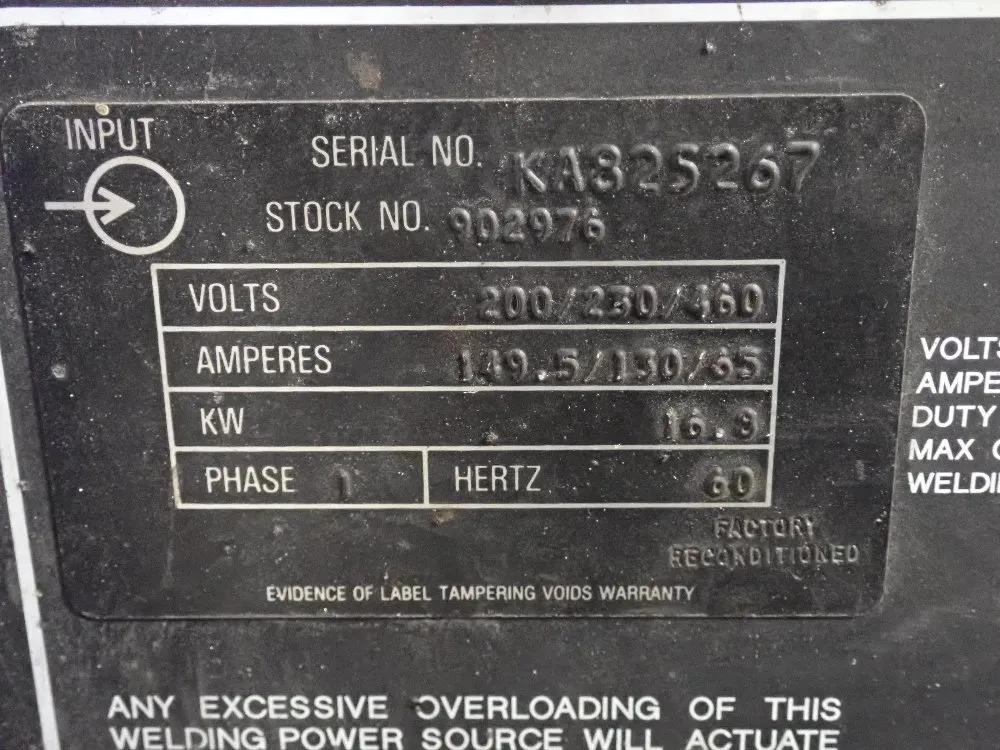 INPUT
SERIAL NO. KA825267
STOCK NO. 902976
VOLTS 200/230/460
AMPERES 149.5/130/65
KW 16.8
PHASE 1 HERTZ 60
FACTORY
RECONDITIONED
EVIDENCE OF LABEL TAMPERING VOIDS WARRANTY
VOLTS
AMPE
DUTY
MAX
WELDI
ANY EXCESSIVE OVERLOADING OF THIS
WELDING POWER SOURCE WILL ACTUATE